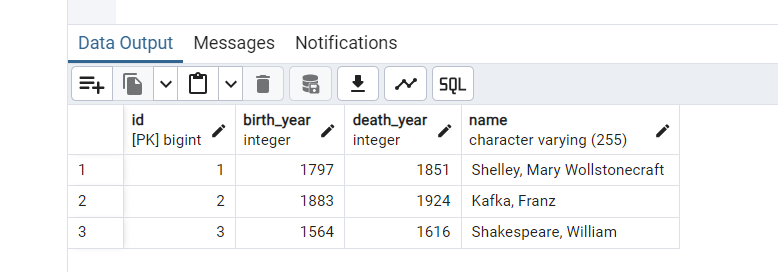 Data Output Messages Notifications
SQL
id birth_year death_year name
[PK] bigint integer integer character varying (255)
1 1 1797 1851 Shelley, Mary Wollstonecraft
2 2 1883 1924 Kafka, Franz
3 3 1564 1616 Shakespeare, William